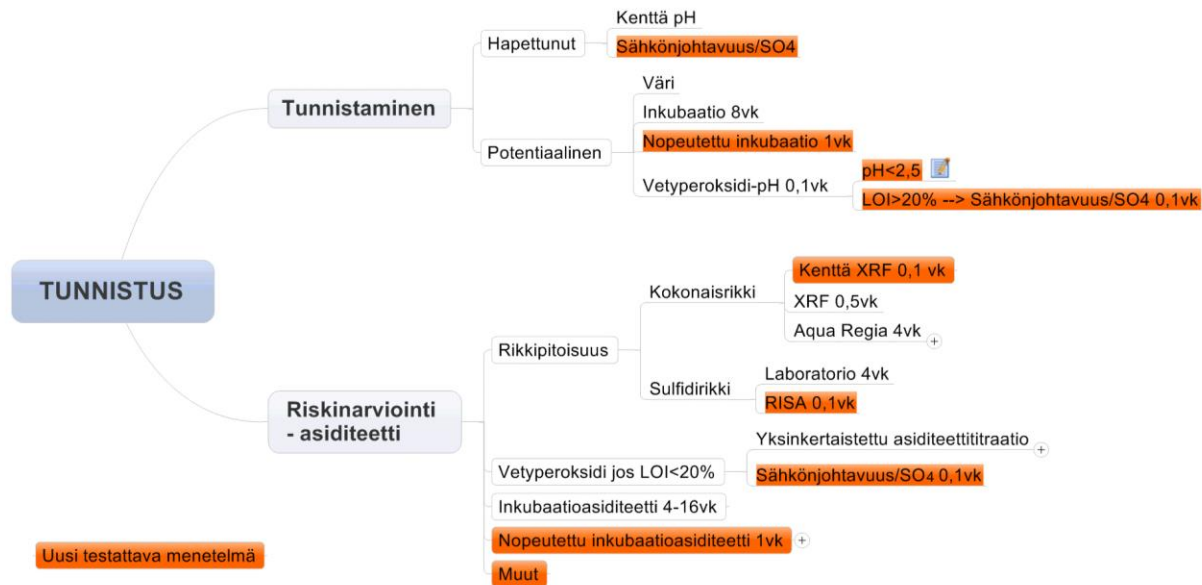 TUNNISTUS
Tunnistaminen
Hapettunut
Kenttä pH
Sähkönjohtavuus/SO4
Potentiaalinen
Väri
Inkubaatio 8vk
Nopeutettu inkubaatio 1vk
Vetyperoksidi-pH 0,1vk
pH<2,5
LOI>20% --> Sähkönjohtavuus/SO4 0,1vk
Riskinarviointi
- asiditeetti
Rikkipitoisuus
Kokonaisrikki
Kenttä XRF 0,1 vk
XRF 0,5vk
Aqua Regia 4vk
Sulfidirikki
Laboratorio 4vk
RISA 0,1vk
Vetyperoksidi jos LOI<20%
Yksinkertaistettu asiditeettititraatio
Sähkönjohtavuus/SO₄ 0,1vk
Inkubaatioasiditeetti 4-16vk
Nopeutettu inkubaatioasiditeetti 1vk
Muut
Uusi testattava menetelmä